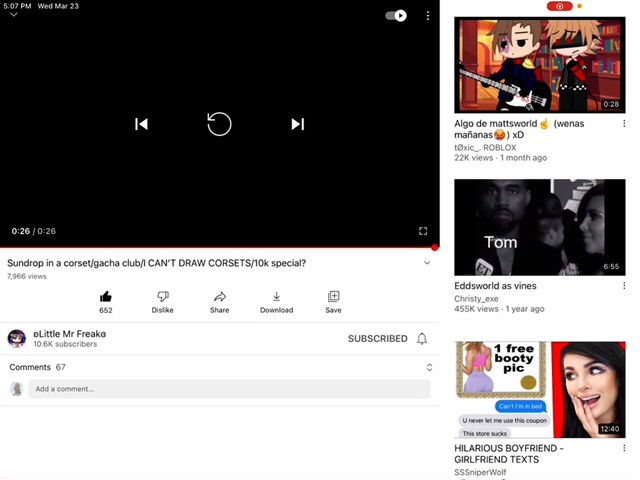 5:07 PM Wed Mar 23
0:26 / 0:26
Sundrop in a corset/gacha club/I CAN'T DRAW CORSETS/10k special?
7,966 views
652
Dislike
Share
Download
Save
ʚLittle Mr Freakɞ
10.6K subscribers
SUBSCRIBED
Comments 67
Add a comment...
0:28
Algo de mattsworld☝ (wenas
mañanas🥵) xD
tØxic_. ROBLOX
22K views · 1 month ago
Tom
6:55
Eddsworld as vines
Christy_exe
455K views · 1 year ago
1 free
booty
pic
Can't I'm in bed
U never let me use this coupon
This store sucks
12:40
HILARIOUS BOYFRIEND -
GIRLFRIEND TEXTS
SSSniperWolf